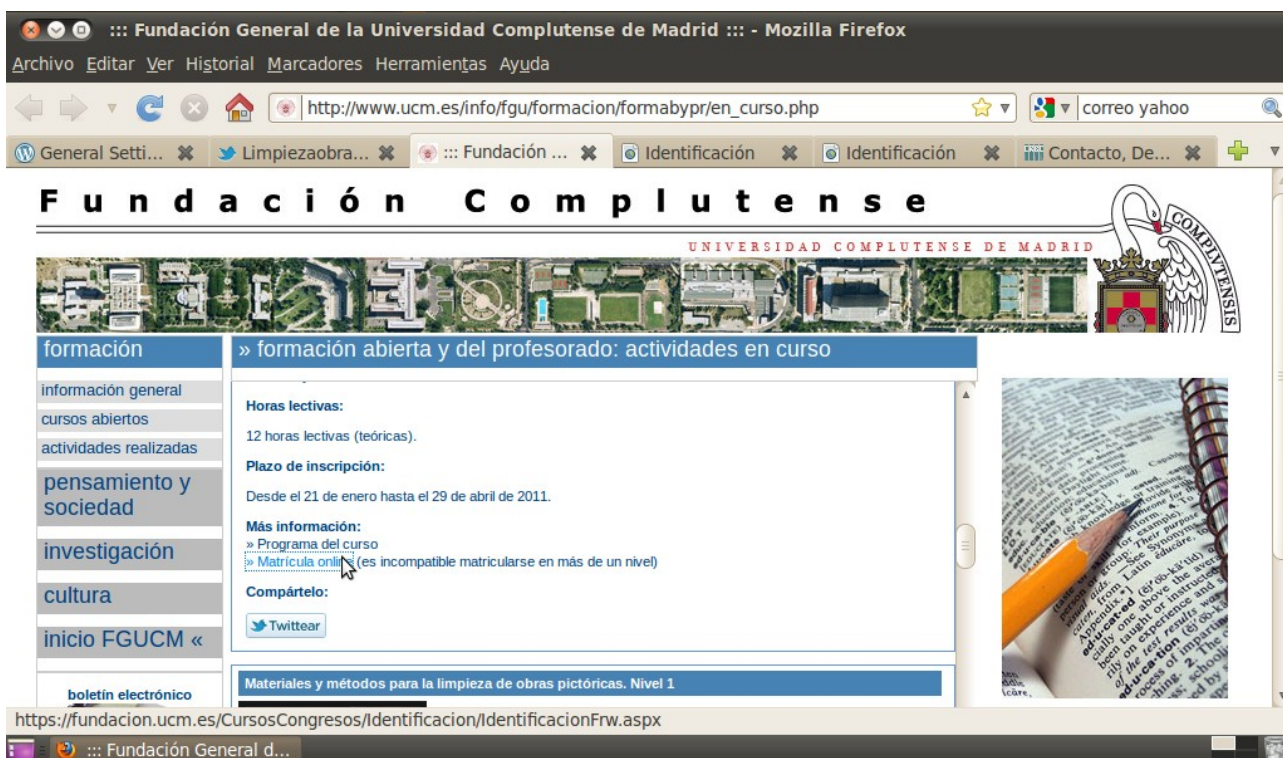 ::: Fundación General de la Universidad Complutense de Madrid ::: - Mozilla Firefox
Archivo Editar Ver Historial Marcadores Herramientas Ayuda
http://www.ucm.es/info/fgu/formacion/formabypr/en_curso.php correo yahoo
General Setti... Limpiezaobra... ::: Fundación ... Identificación Identificación Contacto, De...
Fundación Complutense
UNIVERSIDAD COMPLUTENSE DE MADRID
COMPLUTENSIS
formación
» formación abierta y del profesorado: actividades en curso
información general
cursos abiertos
actividades realizadas
pensamiento y
sociedad
investigación
cultura
inicio FGUCM «
boletín electrónico
Horas lectivas:
12 horas lectivas (teóricas).
Plazo de inscripción:
Desde el 21 de enero hasta el 29 de abril de 2011.
Más información:
» Programa del curso
» Matrícula online (es incompatible matricularse en más de un nivel)
Compártelo:
Twittear
Materiales y métodos para la limpieza de obras pictóricas. Nivel 1
https://fundacion.ucm.es/CursosCongresos/Identificacion/IdentificacionFrw.aspx
::: Fundación General d...